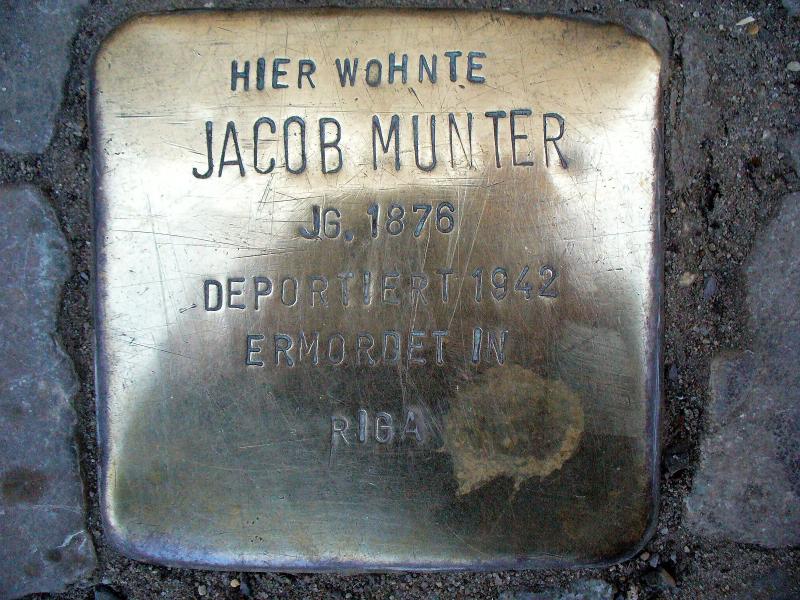 HIER WOHNTE
JACOB MUNTER
JG. 1876
DEPORTIERT 1942
ERMORDET IN
RIGA